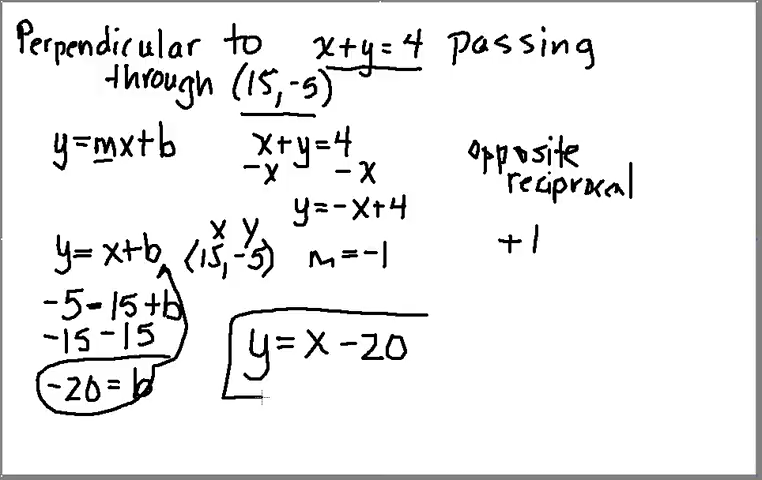 Perpendicular to x+y=4 passing
through (15,-5)
y=mx+b
x+y=4
-x -x
y=-x+4
m=-1
opposite
reciprocal
+1
y=x+b
x y
(15,-5)
-5-15+b
-15-15
-20=b
y=x-20